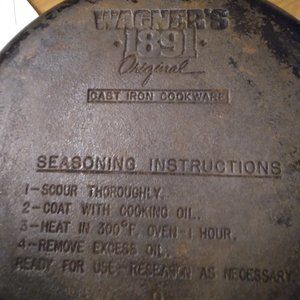 WAGNER'S
·1891·
Original
CAST IRON COOKWARE
SEASONING INSTRUCTIONS
1-SCOUR THOROUGHLY.
2-COAT WITH COOKING OIL.
3-HEAT IN 300°F. OVEN-1 HOUR.
4-REMOVE EXCESS OIL.
READY FOR USE-RESEASON AS NECESSARY